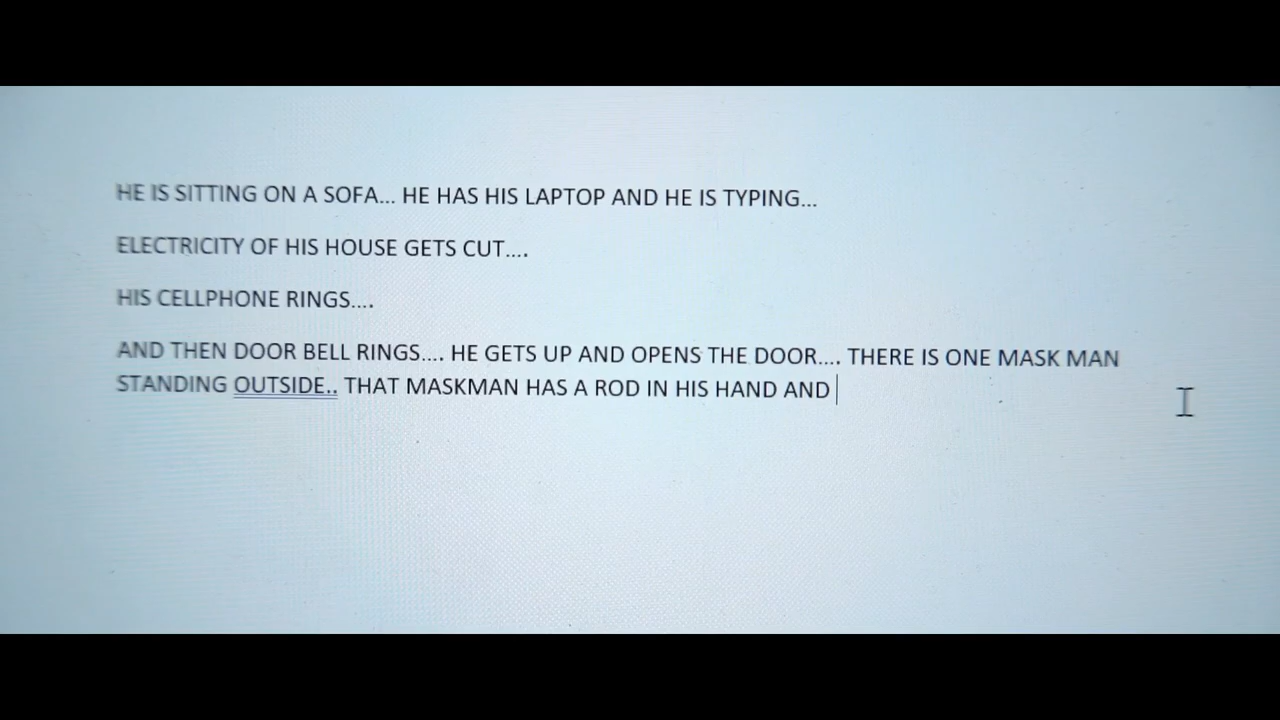 HE IS SITTING ON A SOFA... HE HAS HIS LAPTOP AND HE IS TYPING...
ELECTRICITY OF HIS HOUSE GETS CUT....
HIS CELLPHONE RINGS....
AND THEN DOOR BELL RINGS.... HE GETS UP AND OPENS THE DOOR.... THERE IS ONE MASK MAN
STANDING OUTSIDE.. THAT MASKMAN HAS A ROD IN HIS HAND AND